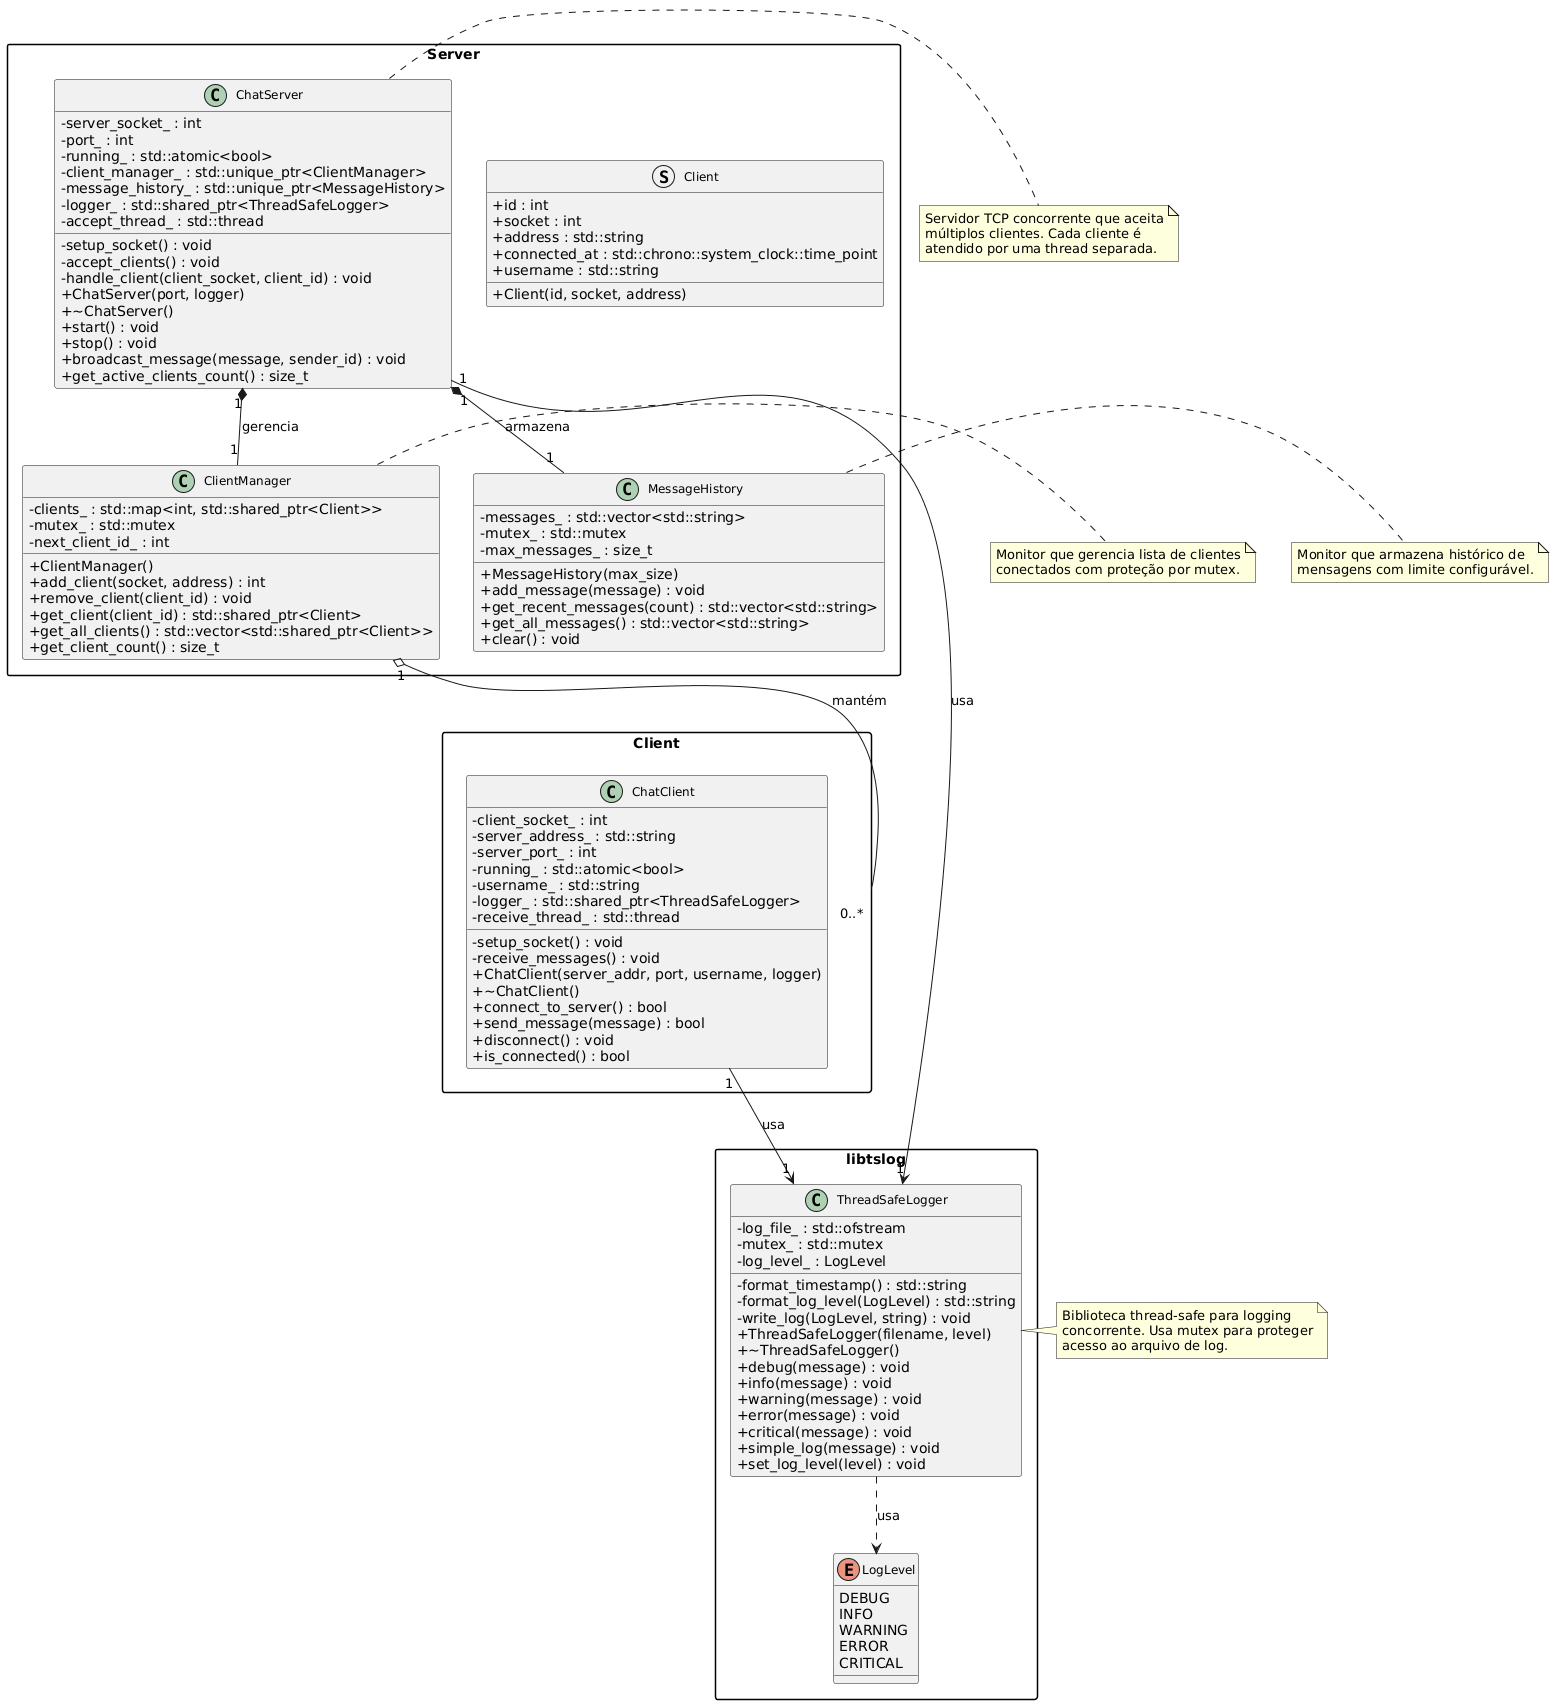 Server
ChatServer
-server_socket_ : int
-port_ : int
-running_ : std::atomic<bool>
-client_manager_ : std::unique_ptr<ClientManager>
-message_history_ : std::unique_ptr<MessageHistory>
-logger_ : std::shared_ptr<ThreadSafeLogger>
-accept_thread_ : std::thread
-setup_socket() : void
-accept_clients() : void
-handle_client(client_socket, client_id) : void
+ChatServer(port, logger)
+~ChatServer()
+start() : void
+stop() : void
+broadcast_message(message, sender_id) : void
+get_active_clients_count() : size_t
Client
+id : int
+socket : int
+address : std::string
+connected_at : std::chrono::system_clock::time_point
+username : std::string
+Client(id, socket, address)
Servidor TCP concorrente que aceita
múltiplos clientes. Cada cliente é
atendido por uma thread separada.
1
1
1
gerencia
armazena
1
1
ClientManager
-clients_ : std::map<int, std::shared_ptr<Client>>
-mutex_ : std::mutex
-next_client_id_ : int
+ClientManager()
+add_client(socket, address) : int
+remove_client(client_id) : void
+get_client(client_id) : std::shared_ptr<Client>
+get_all_clients() : std::vector<std::shared_ptr<Client>>
+get_client_count() : size_t
MessageHistory
-messages_ : std::vector<std::string>
-mutex_ : std::mutex
-max_messages_ : size_t
+MessageHistory(max_size)
+add_message(message) : void
+get_recent_messages(count) : std::vector<std::string>
+get_all_messages() : std::vector<std::string>
+clear() : void
Monitor que gerencia lista de clientes
conectados com proteção por mutex.
Monitor que armazena histórico de
mensagens com limite configurável.
1
mantém
usa
Client
ChatClient
-client_socket_ : int
-server_address_ : std::string
-server_port_ : int
-running_ : std::atomic<bool>
-username_ : std::string
-logger_ : std::shared_ptr<ThreadSafeLogger>
-receive_thread_ : std::thread
-setup_socket() : void
-receive_messages() : void
+ChatClient(server_addr, port, username, logger)
+~ChatClient()
+connect_to_server() : bool
+send_message(message) : bool
+disconnect() : void
+is_connected() : bool
0..*
1
usa
libtslog
1
1
ThreadSafeLogger
-log_file_ : std::ofstream
-mutex_ : std::mutex
-log_level_ : LogLevel
-format_timestamp() : std::string
-format_log_level(LogLevel) : std::string
-write_log(LogLevel, string) : void
+ThreadSafeLogger(filename, level)
+~ThreadSafeLogger()
+debug(message) : void
+info(message) : void
+warning(message) : void
+error(message) : void
+critical(message) : void
+simple_log(message) : void
+set_log_level(level) : void
Biblioteca thread-safe para logging
concorrente. Usa mutex para proteger
acesso ao arquivo de log.
usa
LogLevel
DEBUG
INFO
WARNING
ERROR
CRITICAL